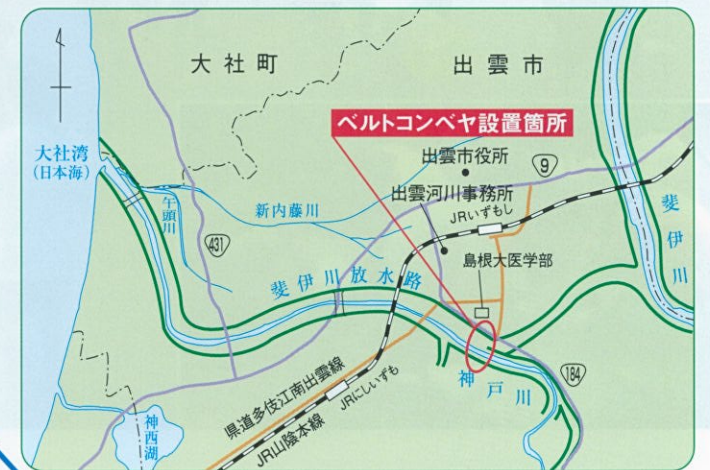 大社町
出雲市
ベルトコンベヤ設置箇所
大社湾
(日本海)
出雲市役所
9
出雲河川事務所
JRいずもし
午頭川
新内藤川
斐伊川
431
島根大医学部
斐伊川放水路
184
神戸川
県道多伎江南出雲線
JRにしいずも
JR山陰本線
神西湖